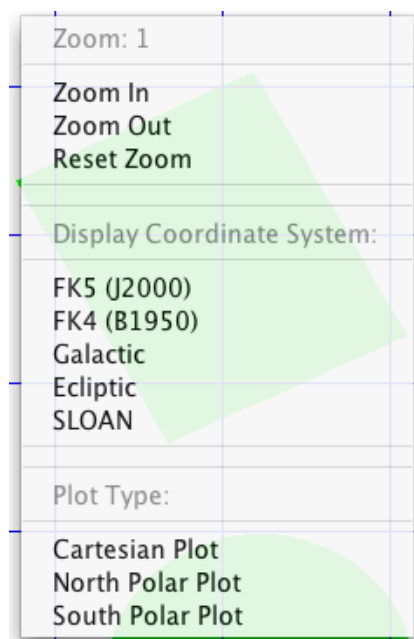 Zoom: 1
Zoom In
Zoom Out
Reset Zoom
Display Coordinate System:
FK5 (J2000)
FK4 (B1950)
Galactic
Ecliptic
SLOAN
Plot Type:
Cartesian Plot
North Polar Plot
South Polar Plot